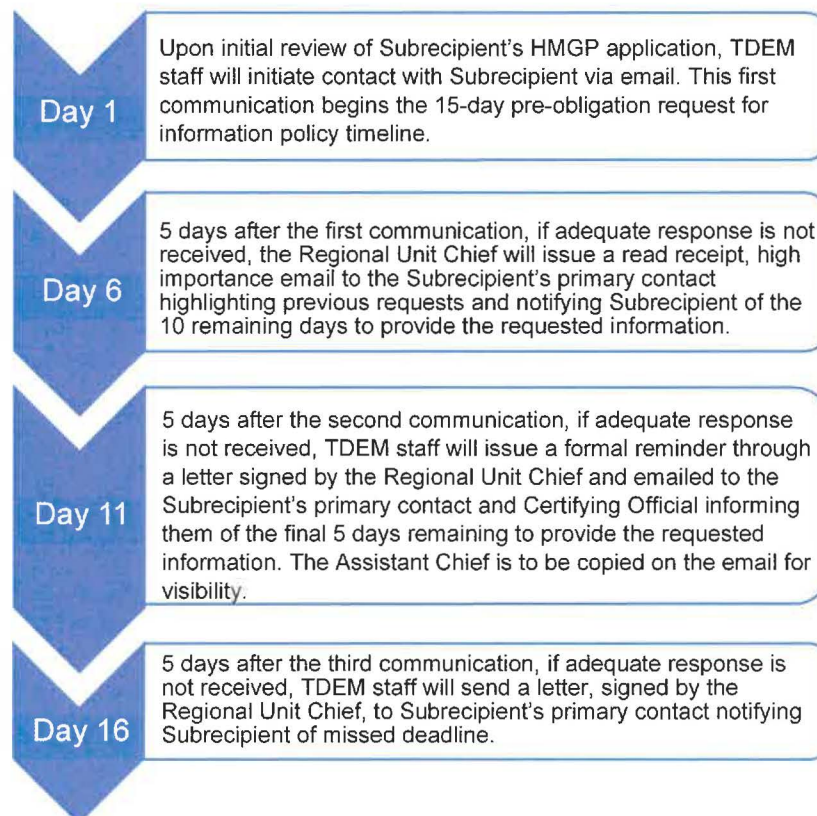 Day 1
Upon initial review of Subrecipient's HMGP application, TDEM
staff will initiate contact with Subrecipient via email. This first
communication begins the 15-day pre-obligation request for
information policy timeline.
Day 6
5 days after the first communication, if adequate response is not
received, the Regional Unit Chief will issue a read receipt, high
importance email to the Subrecipient's primary contact
highlighting previous requests and notifying Subrecipient of the
10 remaining days to provide the requested information.
Day 11
5 days after the second communication, if adequate response
is not received, TDEM staff will issue a formal reminder through
a letter signed by the Regional Unit Chief and emailed to the
Subrecipient's primary contact and Certifying Official informing
them of the final 5 days remaining to provide the requested
information. The Assistant Chief is to be copied on the email for
visibility.
Day 16
5 days after the third communication, if adequate response is
not received, TDEM staff will send a letter, signed by the
Regional Unit Chief, to Subrecipient's primary contact notifying
Subrecipient of missed deadline.